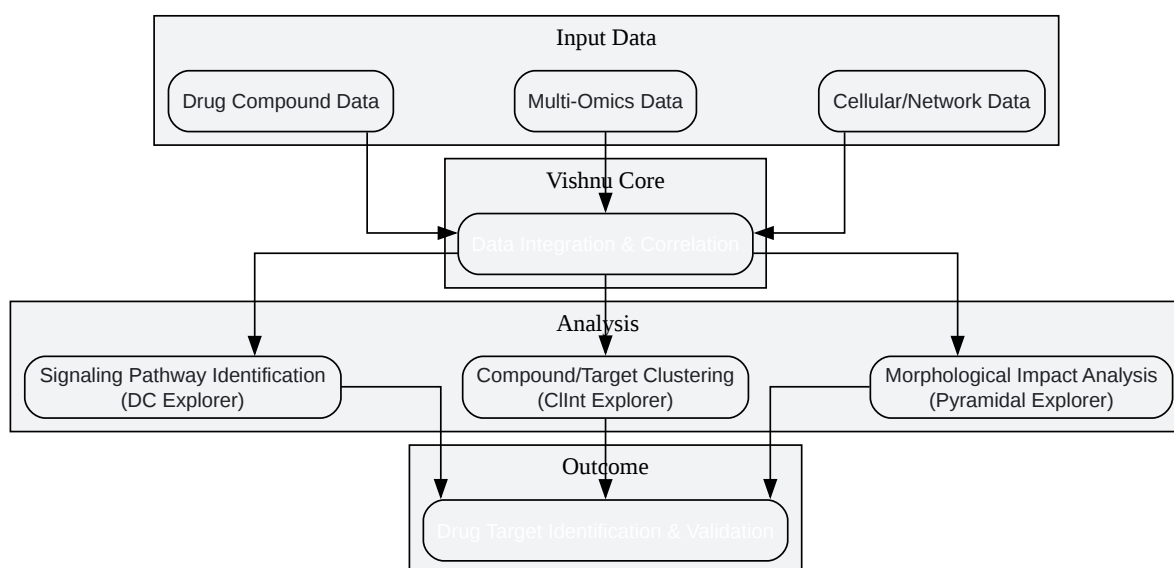 Input Data
Drug Compound Data
Multi-Omics Data
Cellular/Network Data
Vishnu Core
Data Integration & Correlation
Analysis
Signaling Pathway Identification
(DC Explorer)
Compound/Target Clustering
(ClInt Explorer)
Morphological Impact Analysis
(Pyramidal Explorer)
Outcome
Drug Target Identification & Validation